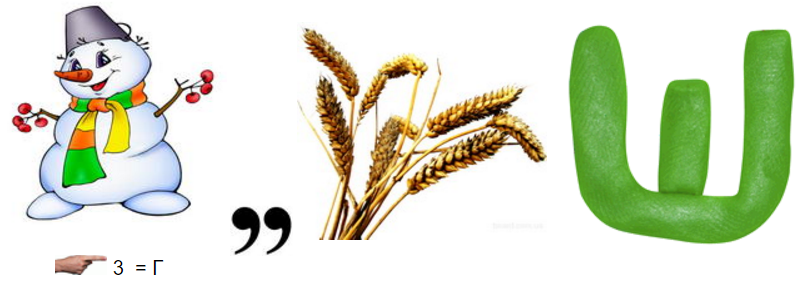 ,, Ш
3 = Г